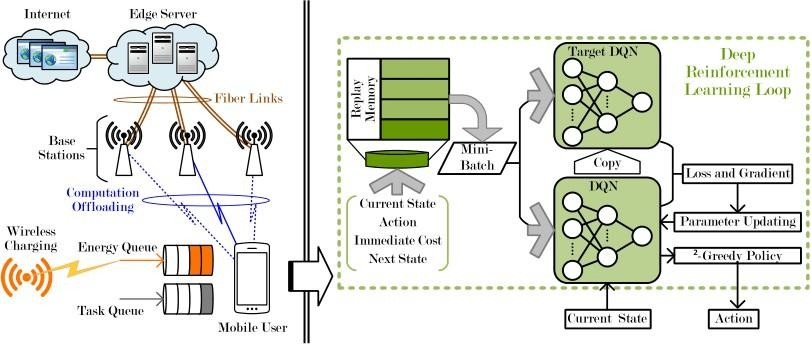 Internet
Edge Server
Fiber Links
Base
Stations
Computation
Offloading
Wireless
Charging
Energy Queue
Task Queue
Mobile User
Replay
Memory
Mini-
Batch
Current State
Action
Immediate Cost
Next State
Target DQN
Copy
DQN
Deep
Reinforcement
Learning Loop
Loss and Gradient
Parameter Updating
²-Greedy Policy
Current State
Action